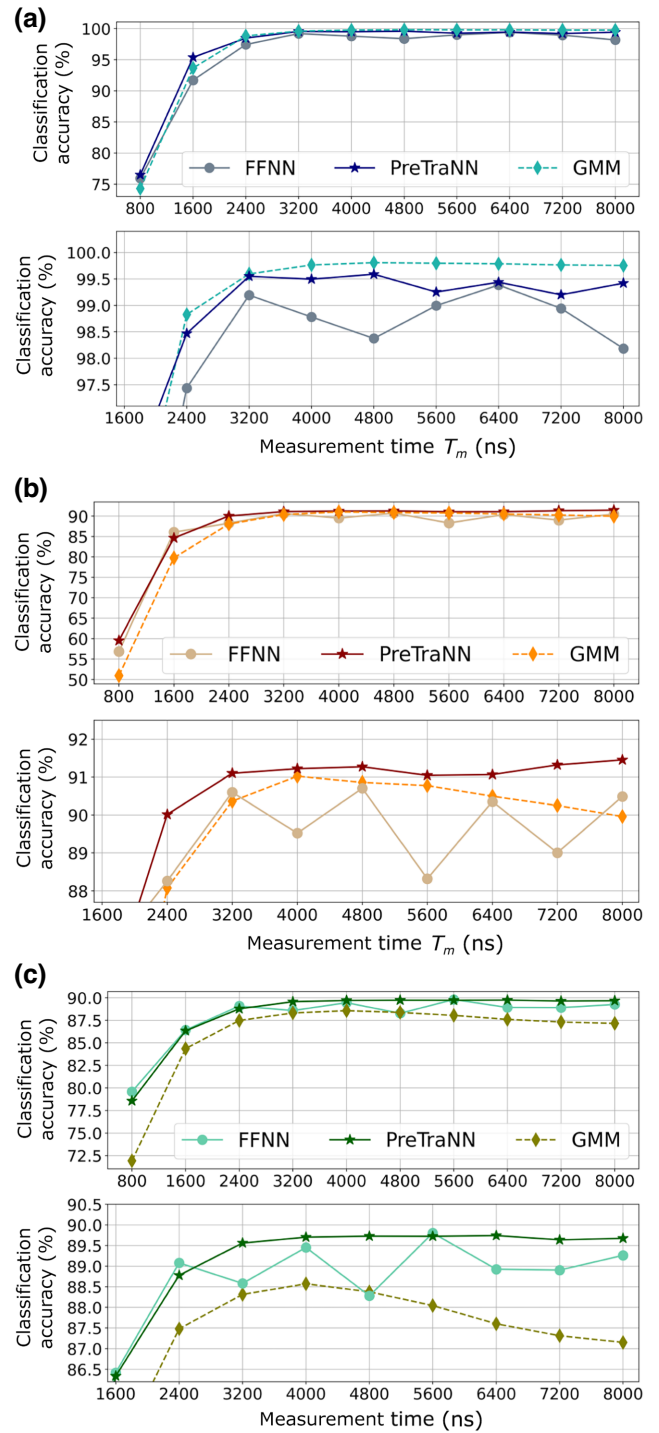 (a)
Classification
accuracy (%)
100
95
90
85
80
75
FFNN PreTraNN GMM
800 1600 2400 3200 4000 4800 5600 6400 7200 8000
Classification
accuracy (%)
100.0
99.5
99.0
98.5
98.0
97.5
1600 2400 3200 4000 4800 5600 6400 7200 8000
Measurement time Tm (ns)
(b)
Classification
accuracy (%)
90
85
80
75
70
65
60
55
50
FFNN PreTraNN GMM
800 1600 2400 3200 4000 4800 5600 6400 7200 8000
Classification
accuracy (%)
92
91
90
89
88
1600 2400 3200 4000 4800 5600 6400 7200 8000
Measurement time Tm (ns)
(c)
Classification
accuracy (%)
90.0
87.5
85.0
82.5
80.0
77.5
75.0
72.5
FFNN PreTraNN GMM
800 1600 2400 3200 4000 4800 5600 6400 7200 8000
Classification
accuracy (%)
90.5
90.0
89.5
89.0
88.5
88.0
87.5
87.0
86.5
1600 2400 3200 4000 4800 5600 6400 7200 8000
Measurement time (ns)